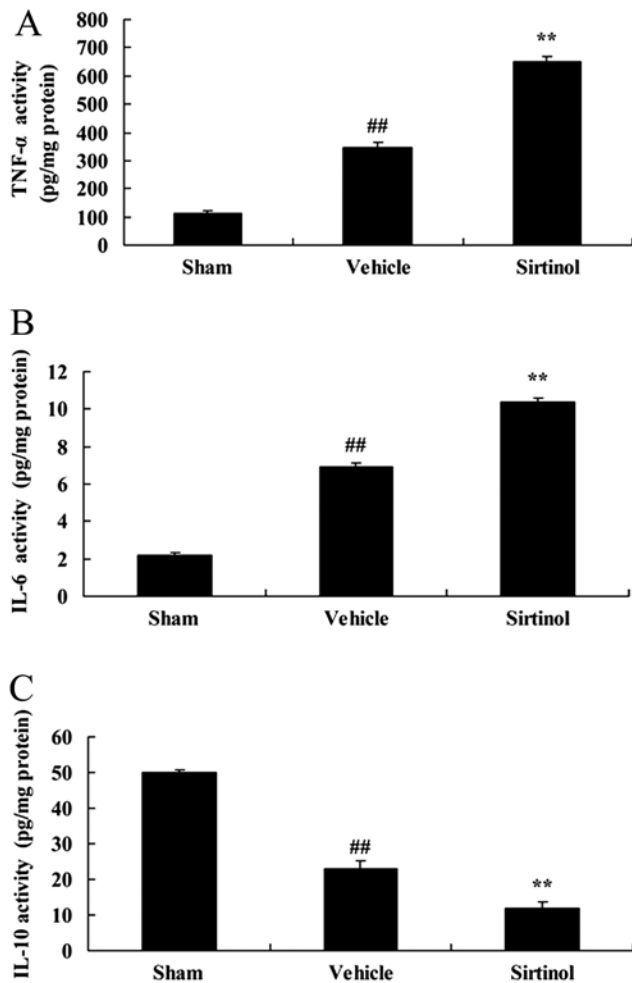 A
TNF-α activity
(pg/mg protein)
800
700
600
500
400
300
200
100
0
##
**
Sham Vehicle Sirtinol
B
IL-6 activity (pg/mg protein)
12
10
8
6
4
2
0
##
**
Sham Vehicle Sirtinol
C
IL-10 activity (pg/mg protein)
60
50
40
30
20
10
0
##
**
Sham Vehicle Sirtinol